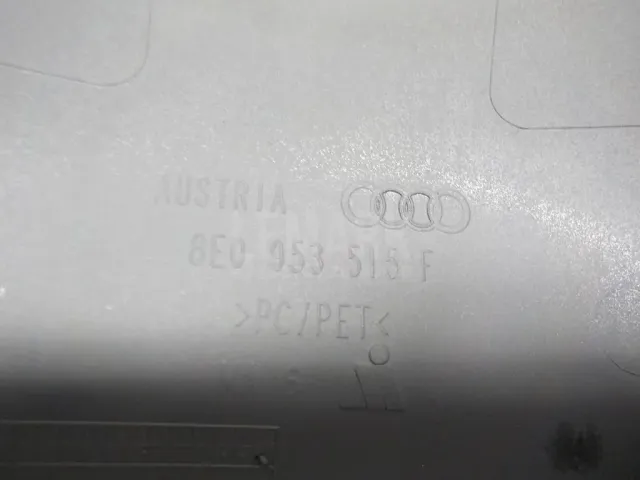 AUSTRIA
8E0 953 515 F
>PC/PET<